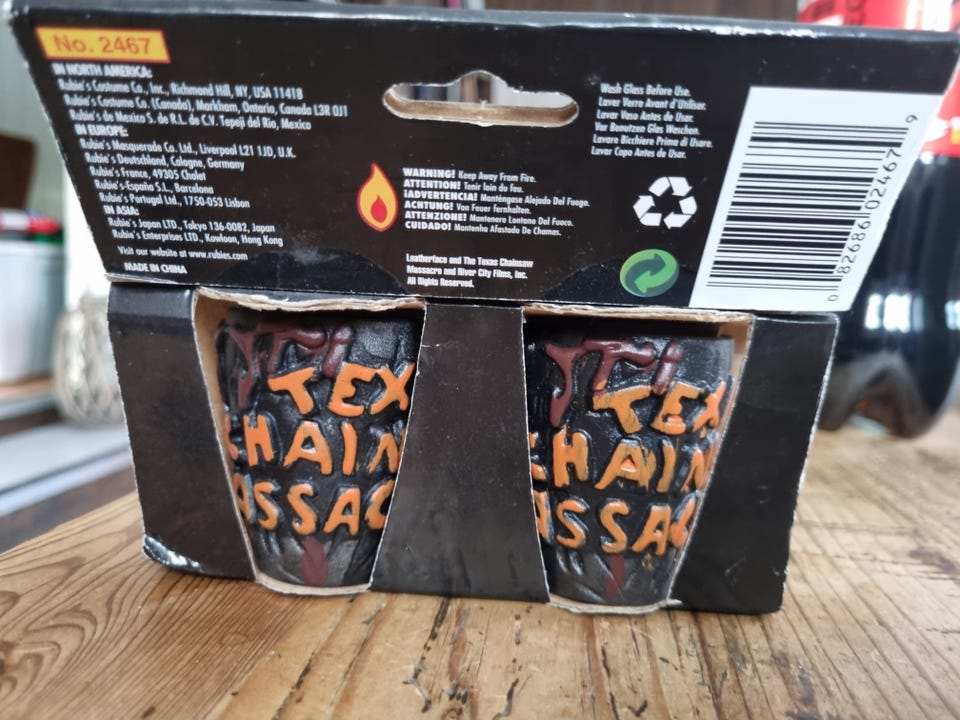 No. 2467
IN NORTH AMERICA:
Rubie's Costume Co., Inc., Richmond Hill, NY, USA 11418
Rubie's Costume Co. (Canada), Markham, Ontario, Canada L3R OJ1
Rubie's de Mexico S. de R.L. de C.V. Tepeji del Rio, Mexico
IN EUROPE:
Rubie's Masquerade Co. Ltd., Liverpool L21 1JD, U.K.
Rubie's Deutschland, Cologne, Germany
Rubie's France, 49305 Cholet
Rubie's-España S.L., Barcelona
Rubie's Portugal Ltd., 1750-053 Lisbon
IN ASIA:
Rubie's Japan LTD., Tokyo 136-0082, Japan
Rubie's Enterprises LTD., Kowloon, Hong Kong
Visit our website at www.rubies.com
MADE IN CHINA
WARNING! Keep Away From Fire.
ATTENTION! Tenir loin du feu.
¡ADVERTENCIA! Manténgase Alejado Del Fuego.
ACHTUNG! Von Feuer fernhalten.
ATTENZIONE! Mantenere Lontano Dal Fuoco.
CUIDADO! Mantenha Afastado De Chamas.
Leatherface and The Texas Chainsaw
Massacre and River City Films, Inc.
All Rights Reserved.
Wash Glass Before Use.
Laver Verre Avant d'Utiliser.
Lavar Vaso Antes de Usar.
Vor Benutzen Glas Waschen.
Lavare Bicchiere Prima di Usare.
Lavar Copo Antes de Usar.
0 82686 02467 9
TEX
HAIN
ASSAC
TEX
HAIN
ASSAC